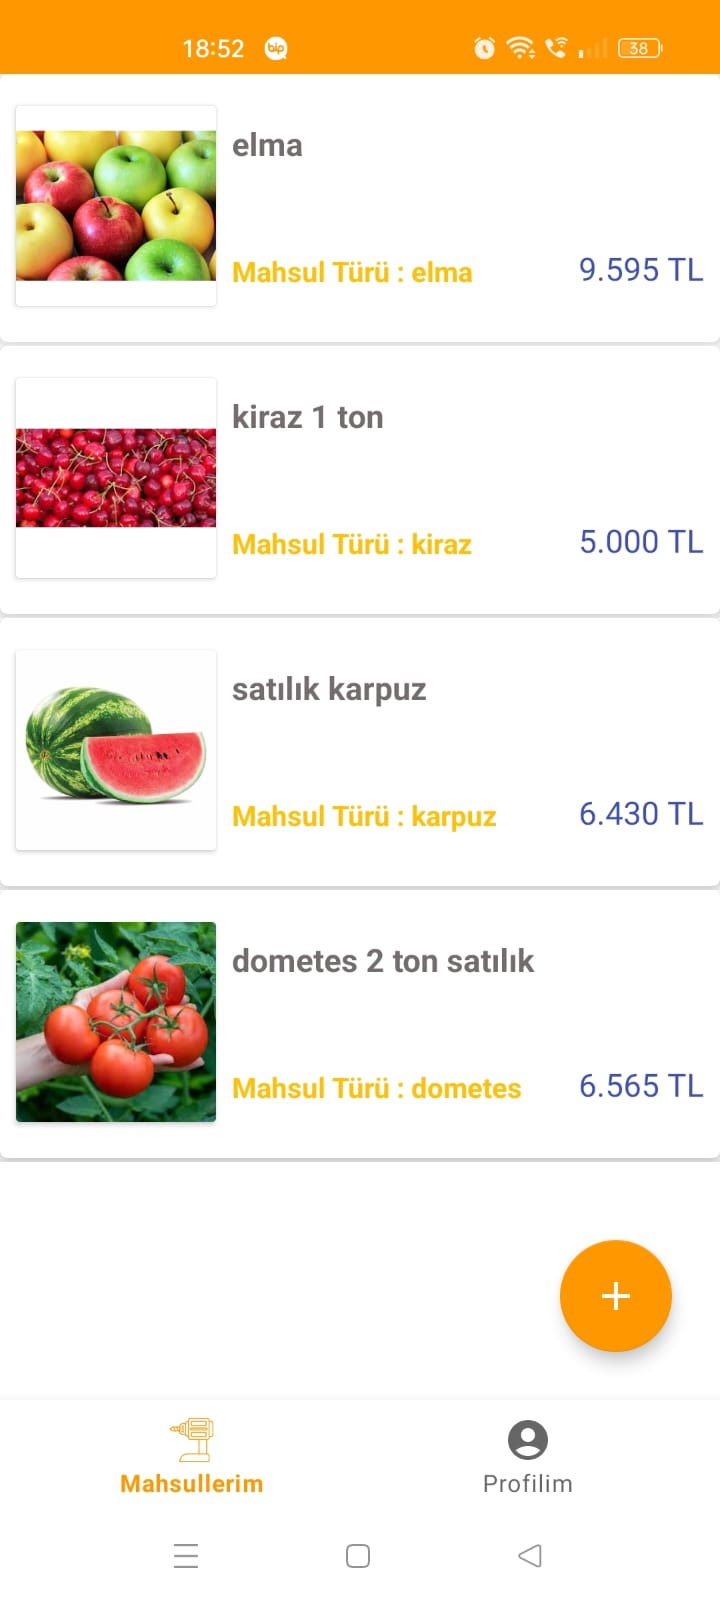 18:52 bip 38
elma
Mahsul Türü : elma 9.595 TL
kiraz 1 ton
Mahsul Türü : kiraz 5.000 TL
satılık karpuz
Mahsul Türü : karpuz 6.430 TL
dometes 2 ton satılık
Mahsul Türü : dometes 6.565 TL
+
Mahsullerim Profilim